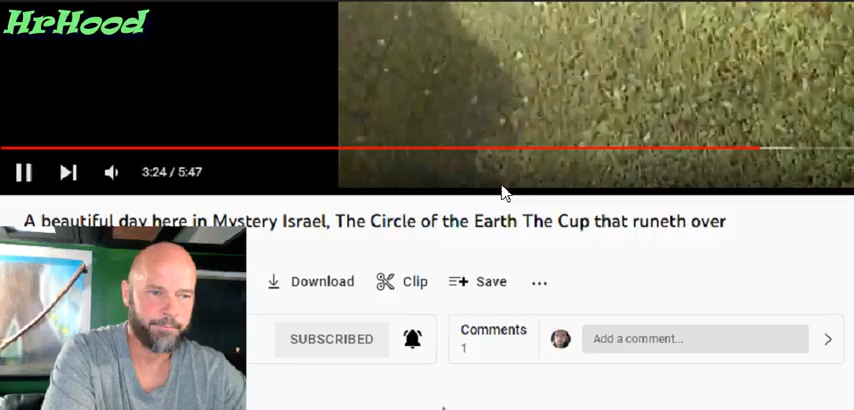 HrHood
3:24 / 5:47
A beautiful day here in Mystery Israel, The Circle of the Earth The Cup that runeth over
Download Clip Save ...
SUBSCRIBED
Comments
1
Add a comment...